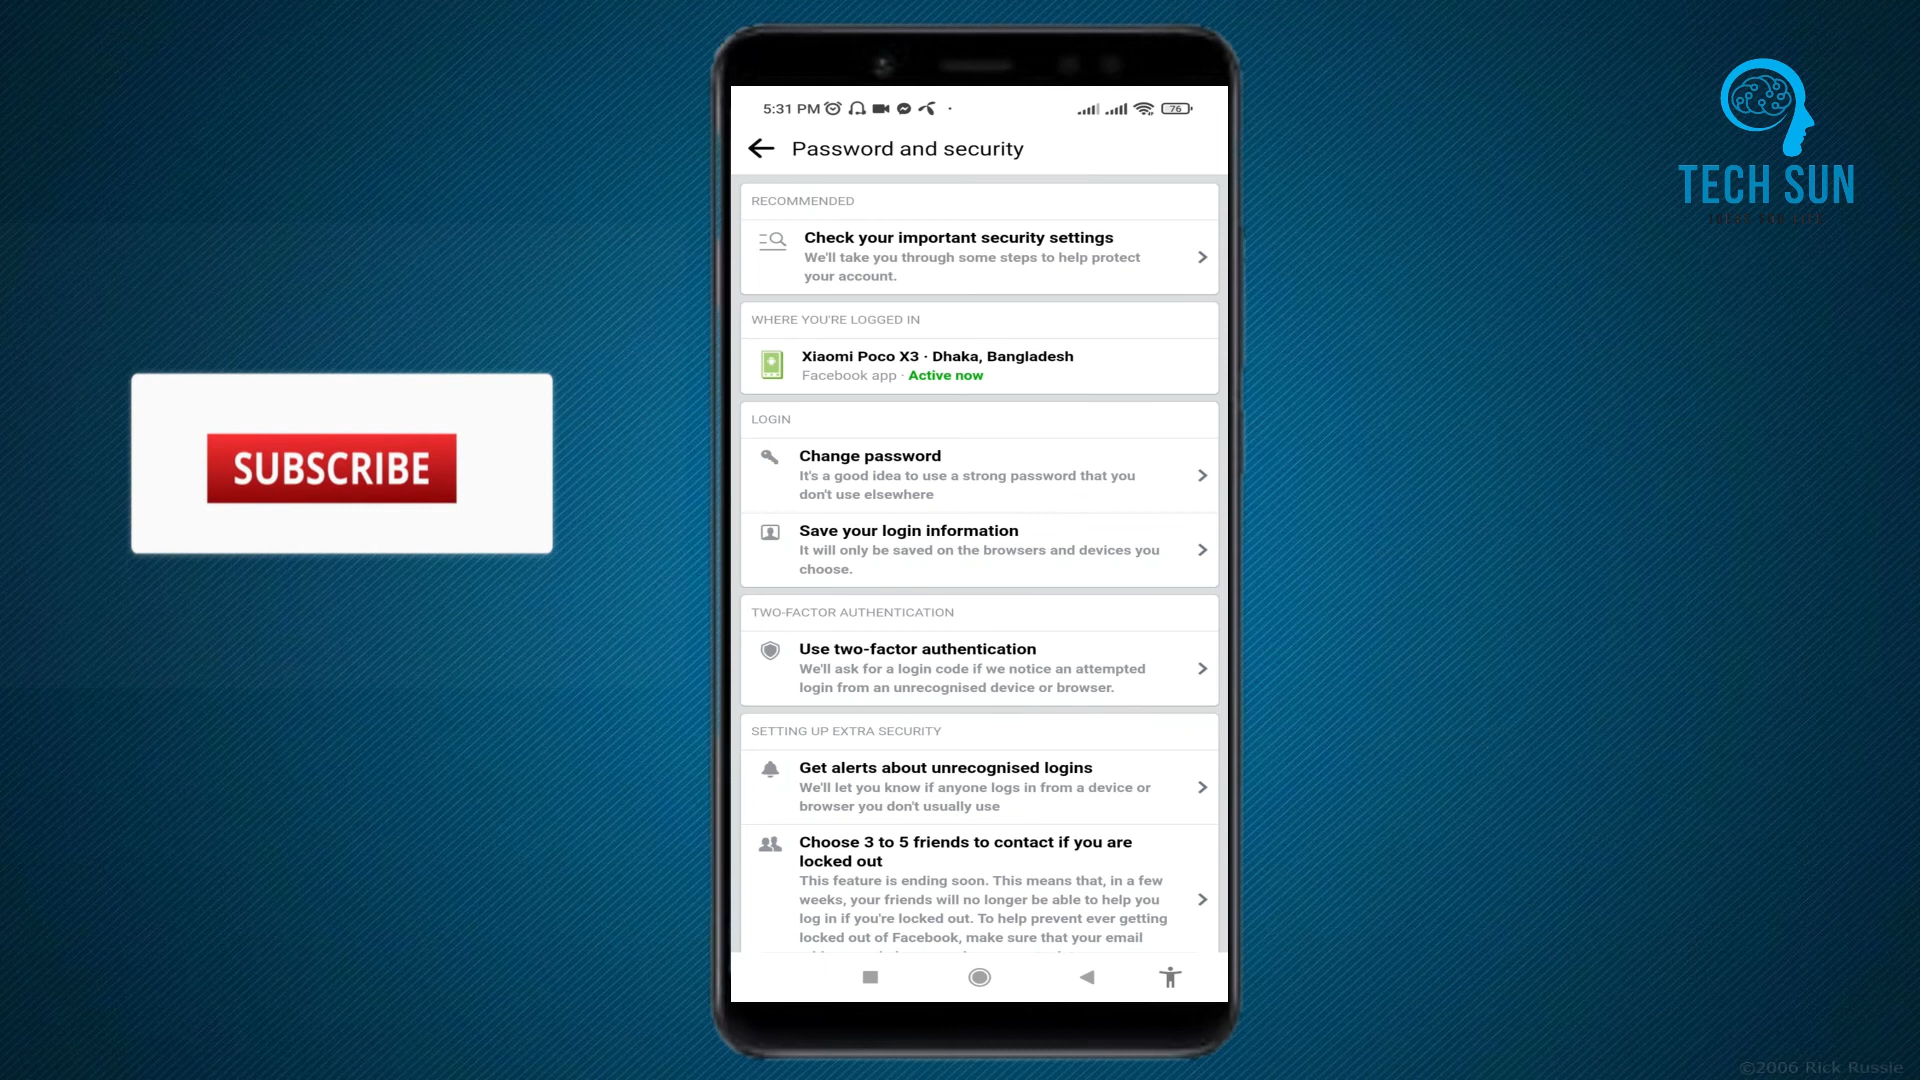 5:31 PM
76
Password and security
RECOMMENDED
Check your important security settings
We'll take you through some steps to help protect
your account.
WHERE YOU'RE LOGGED IN
Xiaomi Poco X3 · Dhaka, Bangladesh
Facebook app · Active now
LOGIN
Change password
It's a good idea to use a strong password that you
don't use elsewhere
Save your login information
It will only be saved on the browsers and devices you
choose.
TWO-FACTOR AUTHENTICATION
Use two-factor authentication
We'll ask for a login code if we notice an attempted
login from an unrecognised device or browser.
SETTING UP EXTRA SECURITY
Get alerts about unrecognised logins
We'll let you know if anyone logs in from a device or
browser you don't usually use
Choose 3 to 5 friends to contact if you are
locked out
This feature is ending soon. This means that, in a few
weeks, your friends will no longer be able to help you
log in if you're locked out. To help prevent ever getting
locked out of Facebook, make sure that your email
SUBSCRIBE
TECH SUN
©2006 Rick Russie